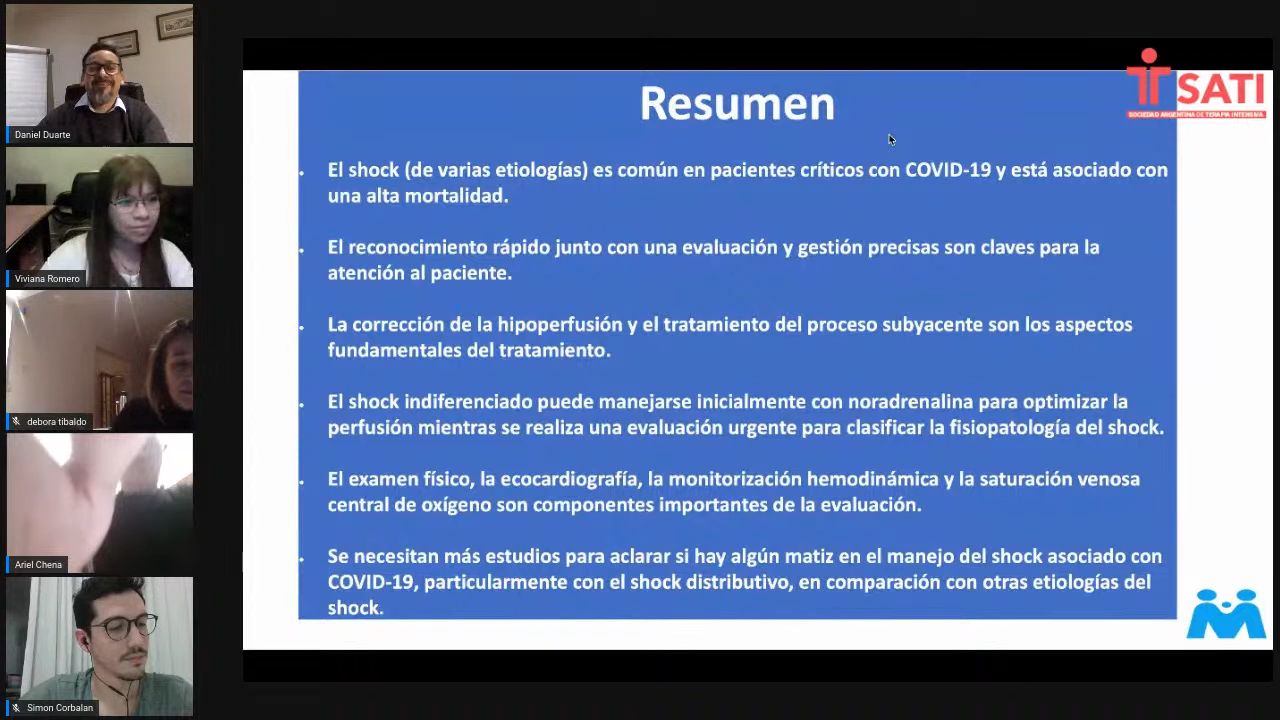 Daniel Duarte
Viviana Romero
debora tibaldo
Ariel Chena
Simon Corbalan
SATI
SOCIEDAD ARGENTINA DE TERAPIA INTENSIVA
Resumen
El shock (de varias etiologías) es común en pacientes críticos con COVID-19 y está asociado con
una alta mortalidad.
El reconocimiento rápido junto con una evaluación y gestión precisas son claves para la
atención al paciente.
La corrección de la hipoperfusión y el tratamiento del proceso subyacente son los aspectos
fundamentales del tratamiento.
El shock indiferenciado puede manejarse inicialmente con noradrenalina para optimizar la
perfusión mientras se realiza una evaluación urgente para clasificar la fisiopatología del shock.
El examen físico, la ecocardiografía, la monitorización hemodinámica y la saturación venosa
central de oxígeno son componentes importantes de la evaluación.
Se necesitan más estudios para aclarar si hay algún matiz en el manejo del shock asociado con
COVID-19, particularmente con el shock distributivo, en comparación con otras etiologías del
shock.